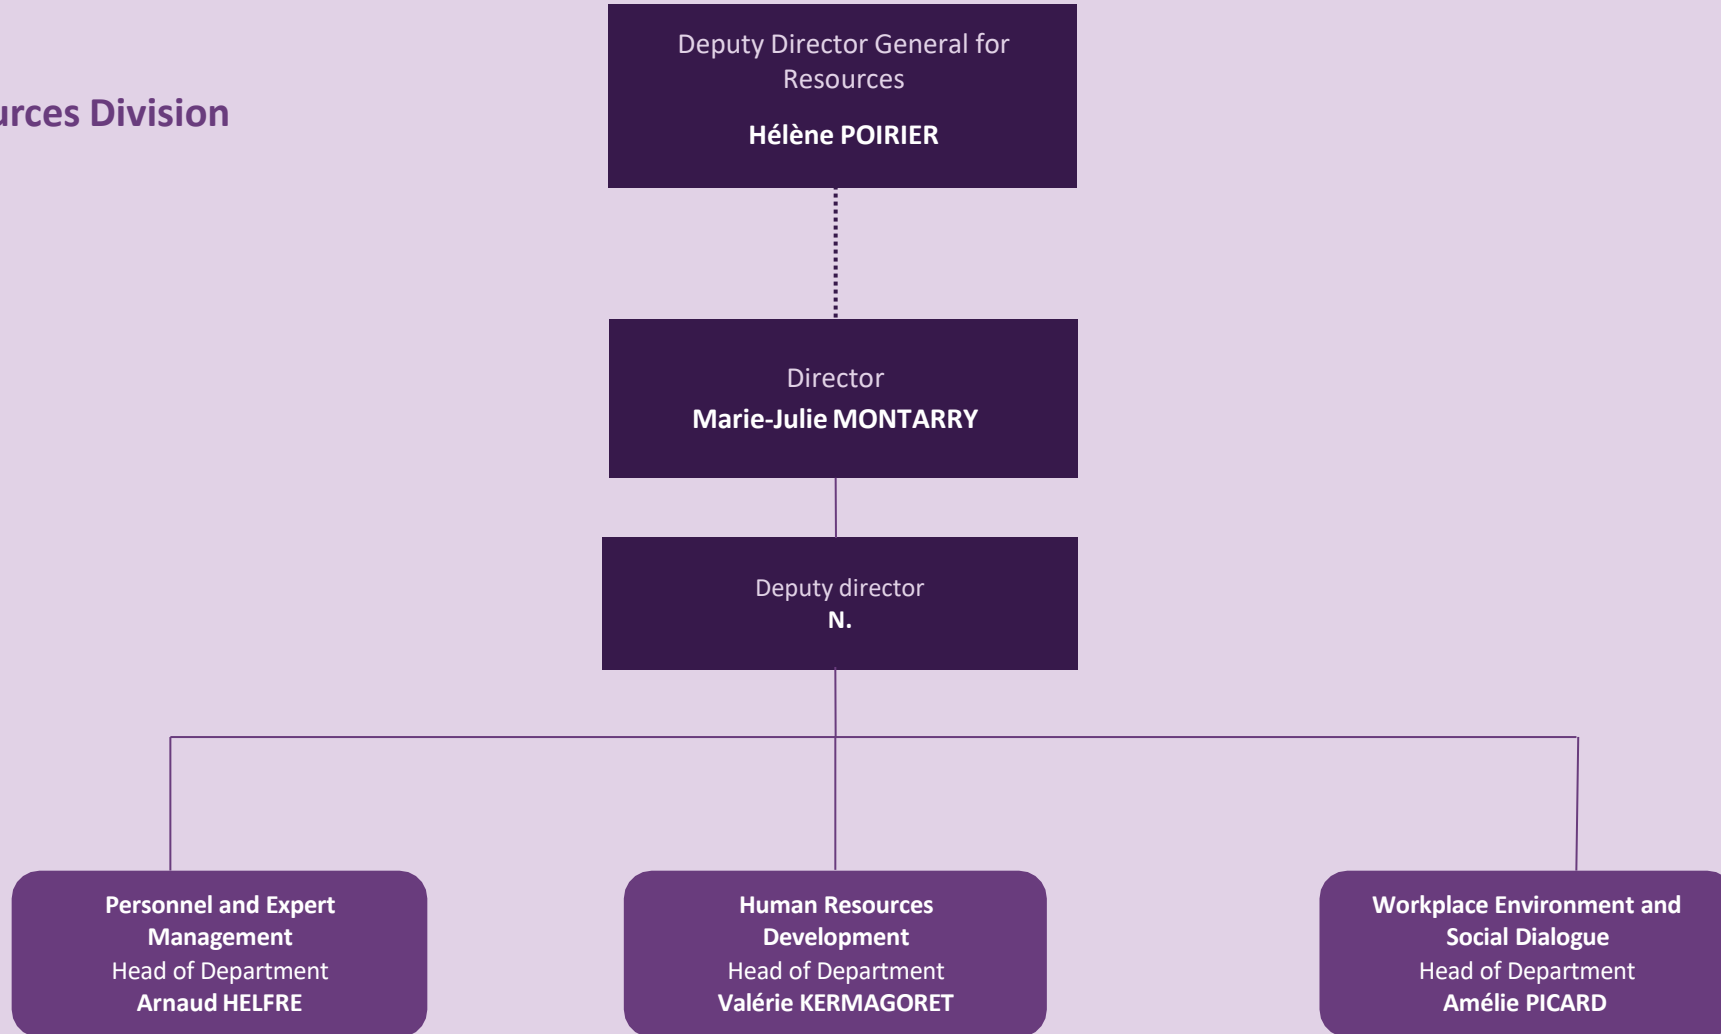 Deputy Director General for
Resources
Hélène POIRIER
urces Division
Director
Marie-Julie MONTARRY
Deputy director
N.
Personnel and Expert
Management
Head of Department
Arnaud HELFRE
Human Resources
Development
Head of Department
Valérie KERMAGORET
Workplace Environment and
Social Dialogue
Head of Department
Amélie PICARD